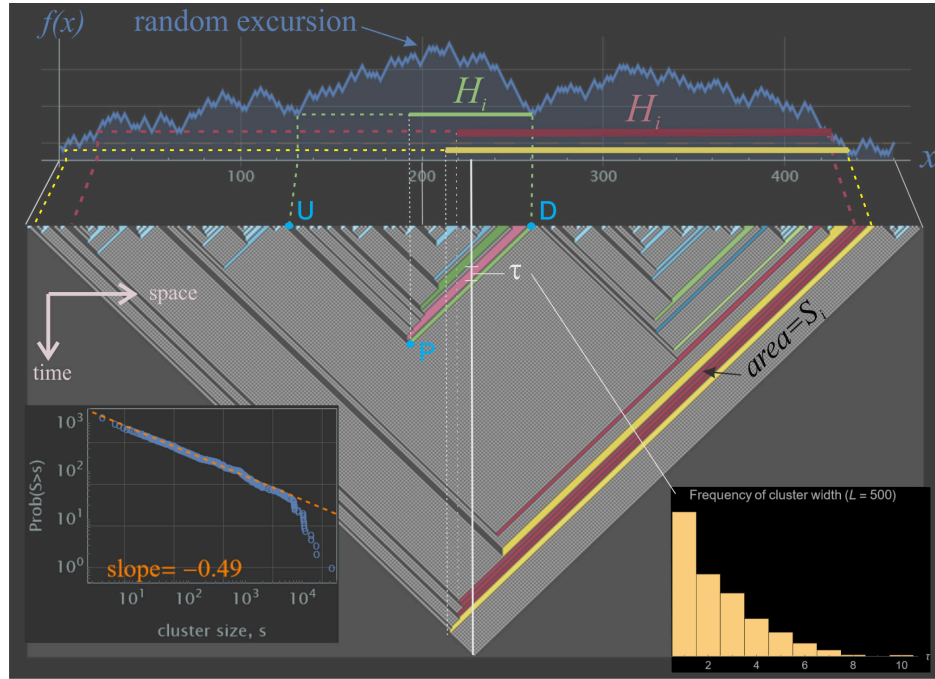 f(x)
random excursion
H_i
H_i
100
200
300
400
x
U
D
space
time
τ
P
area=S_i
10^3
10^2
10^1
10^0
Prob(S>s)
slope= −0.49
10^1
10^2
10^3
10^4
cluster size, s
Frequency of cluster width (L = 500)
2
4
6
8
10
τ